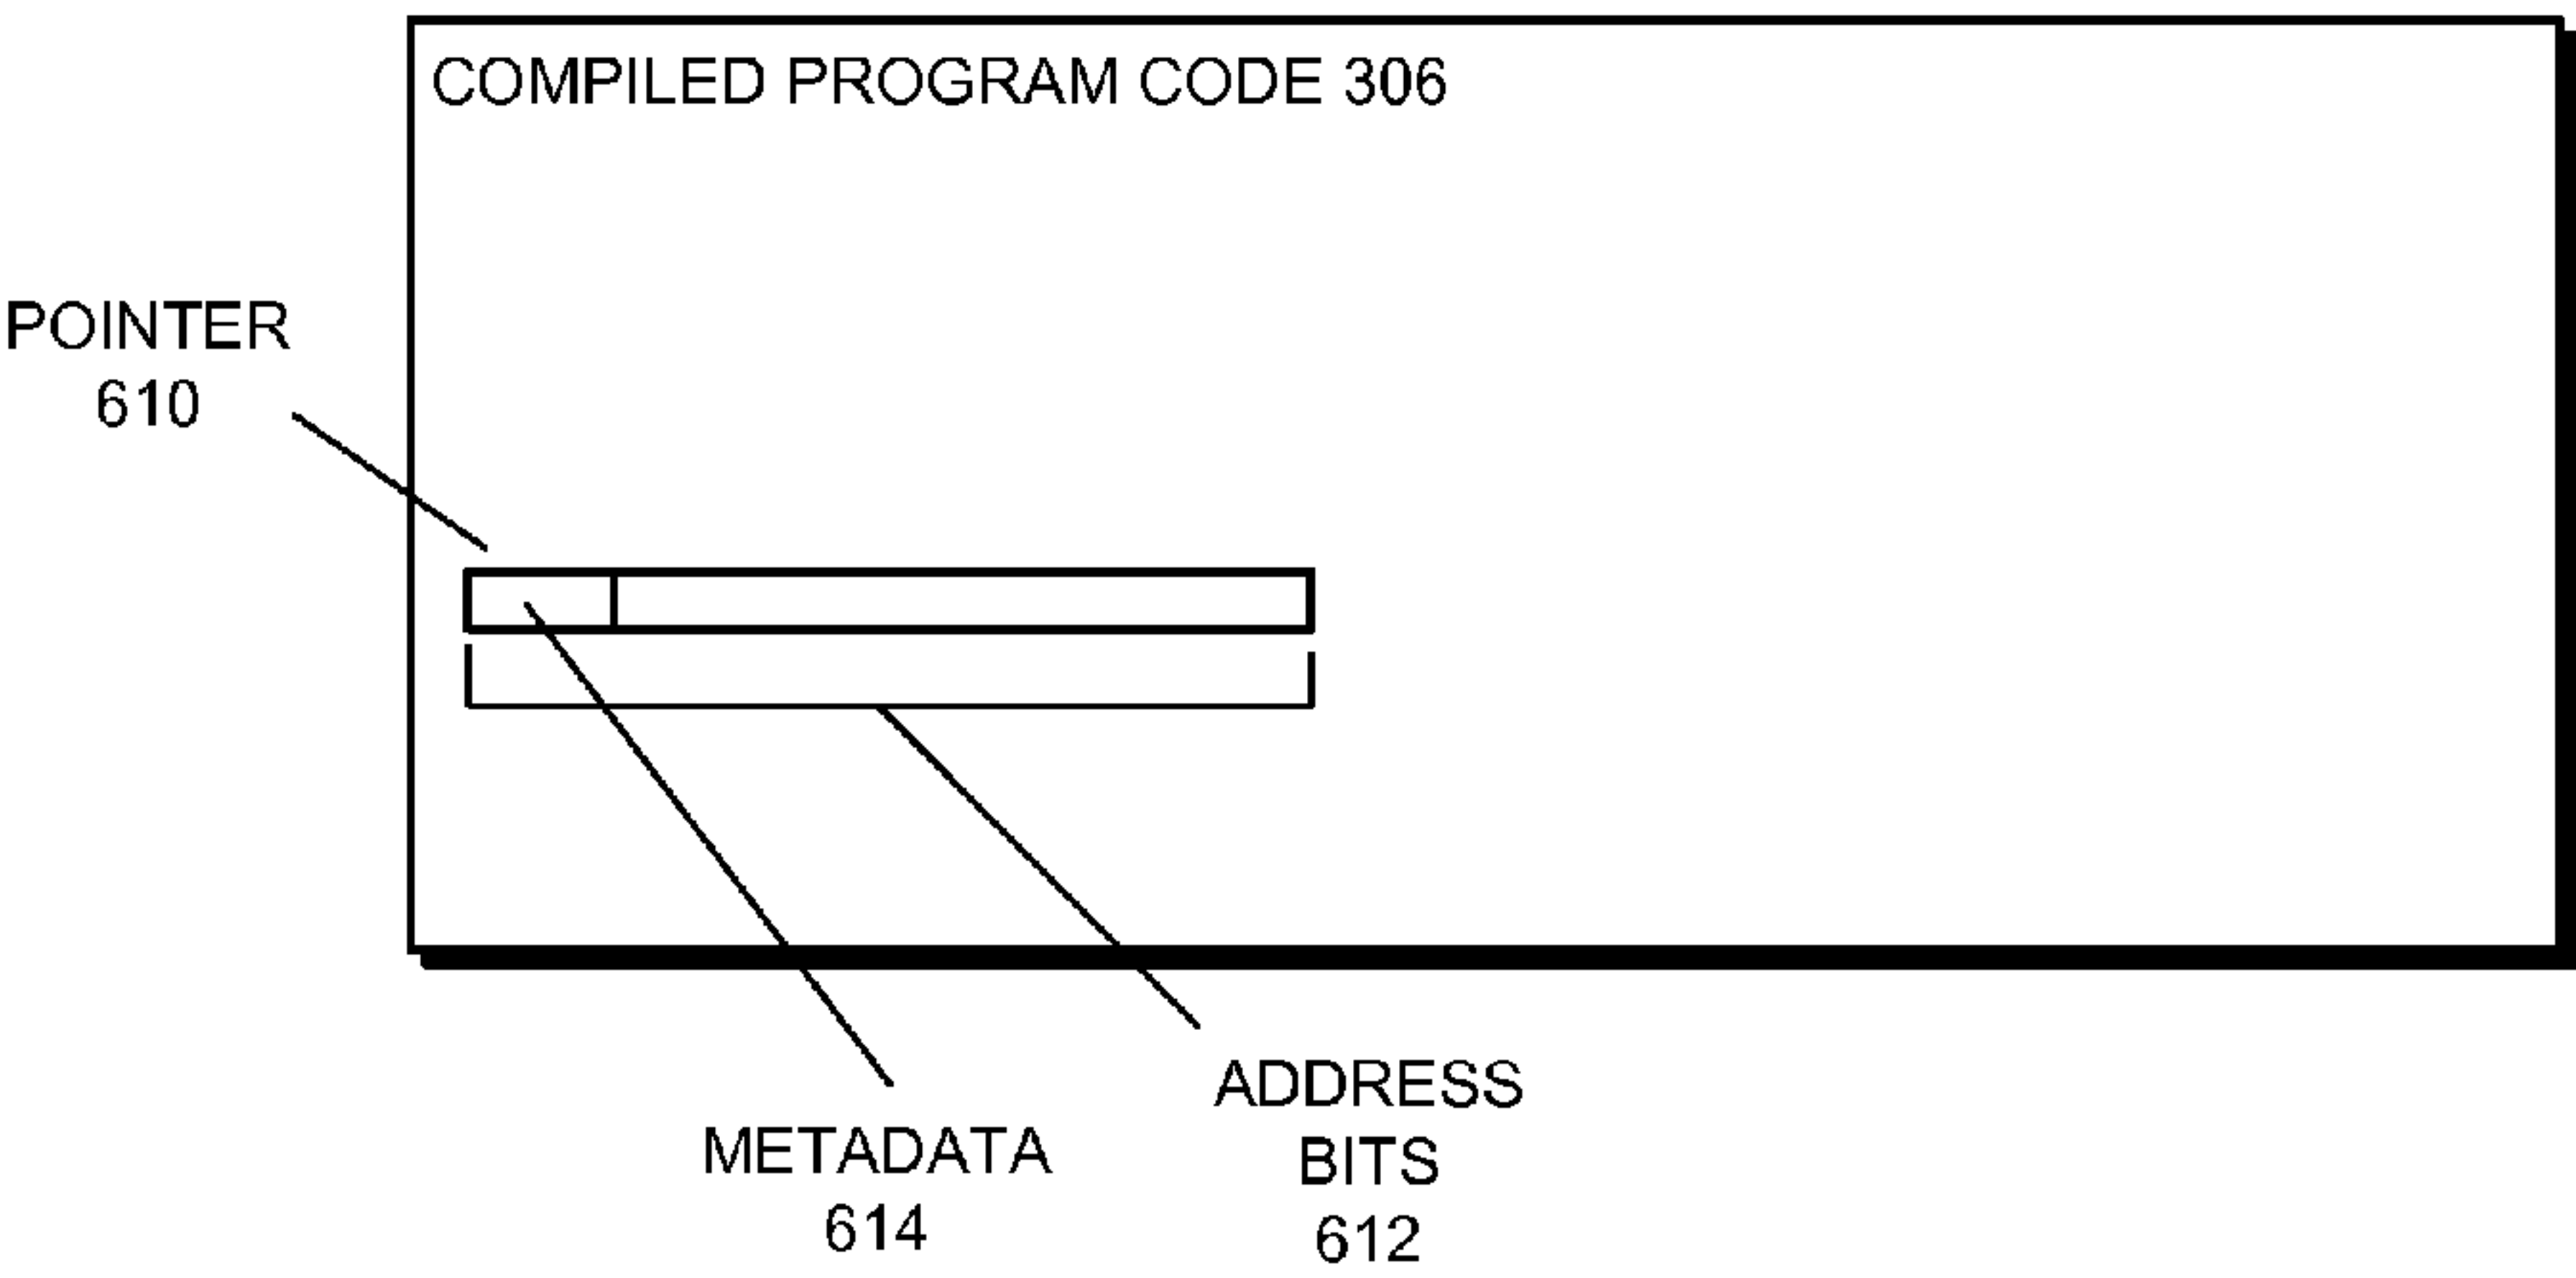 COMPILED PROGRAM CODE 306
POINTER
610
METADATA
614
ADDRESS
BITS
612